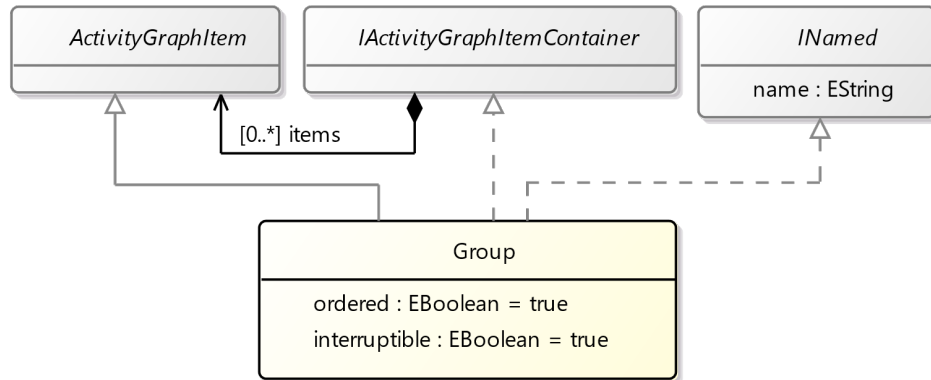 ActivityGraphItem
IActivityGraphItemContainer
INamed
name : EString
[0..*] items
Group
ordered : EBoolean = true
interruptible : EBoolean = true